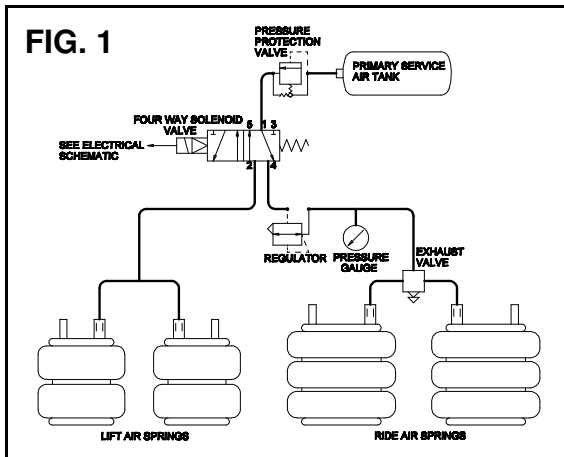 FIG. 1
PRESSURE
PROTECTION
VALVE
PRIMARY SERVICE
AIR TANK
FOUR WAY SOLENOID
VALVE
5 1 3
SEE ELECTRICAL
SCHEMATIC
2 4
REGULATOR
PRESSURE
GAUGE
EXHAUST
VALVE
LIFT AIR SPRINGS
RIDE AIR SPRINGS